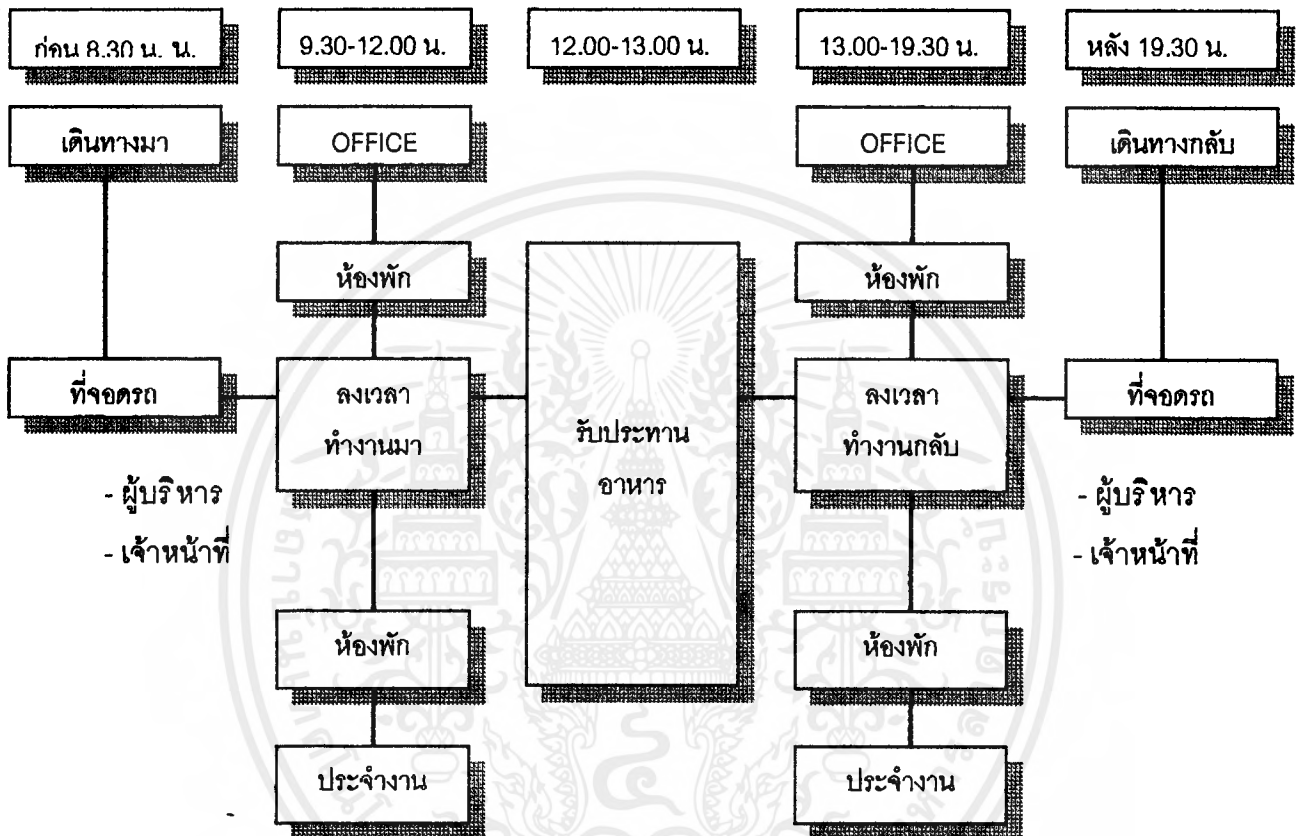 ก่อน 8.30 น. น.
9.30-12.00 น.
12.00-13.00 น.
13.00-19.30 น.
หลัง 19.30 น.
เดินทางมา
OFFICE
OFFICE
เดินทางกลับ
ห้องพัก
ห้องพัก
ที่จอดรถ
ลงเวลา
ทำงานมา
รับประทาน
อาหาร
ลงเวลา
ทำงานกลับ
ที่จอดรถ
- ผู้บริหาร
- เจ้าหน้าที่
- ผู้บริหาร
- เจ้าหน้าที่
ห้องพัก
ห้องพัก
ประจำงาน
ประจำงาน